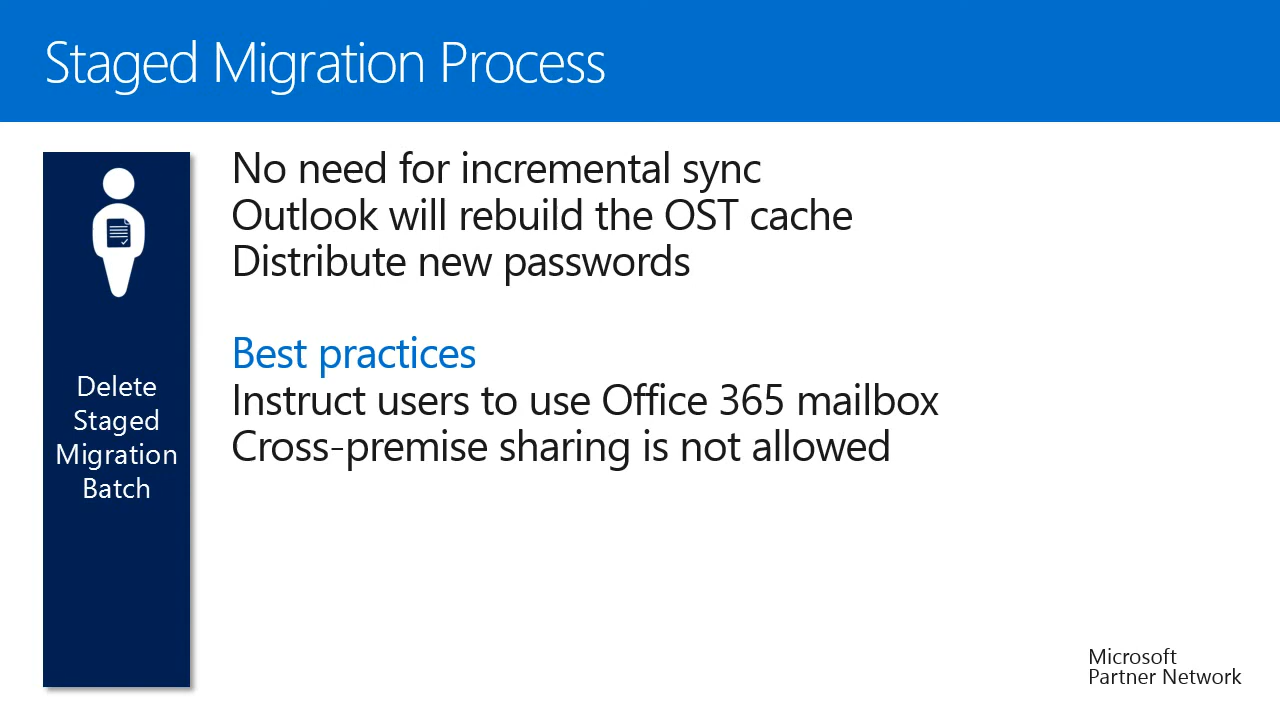 Staged Migration Process
Delete
Staged
Migration
Batch
No need for incremental sync
Outlook will rebuild the OST cache
Distribute new passwords
Best practices
Instruct users to use Office 365 mailbox
Cross-premise sharing is not allowed
Microsoft
Partner Network